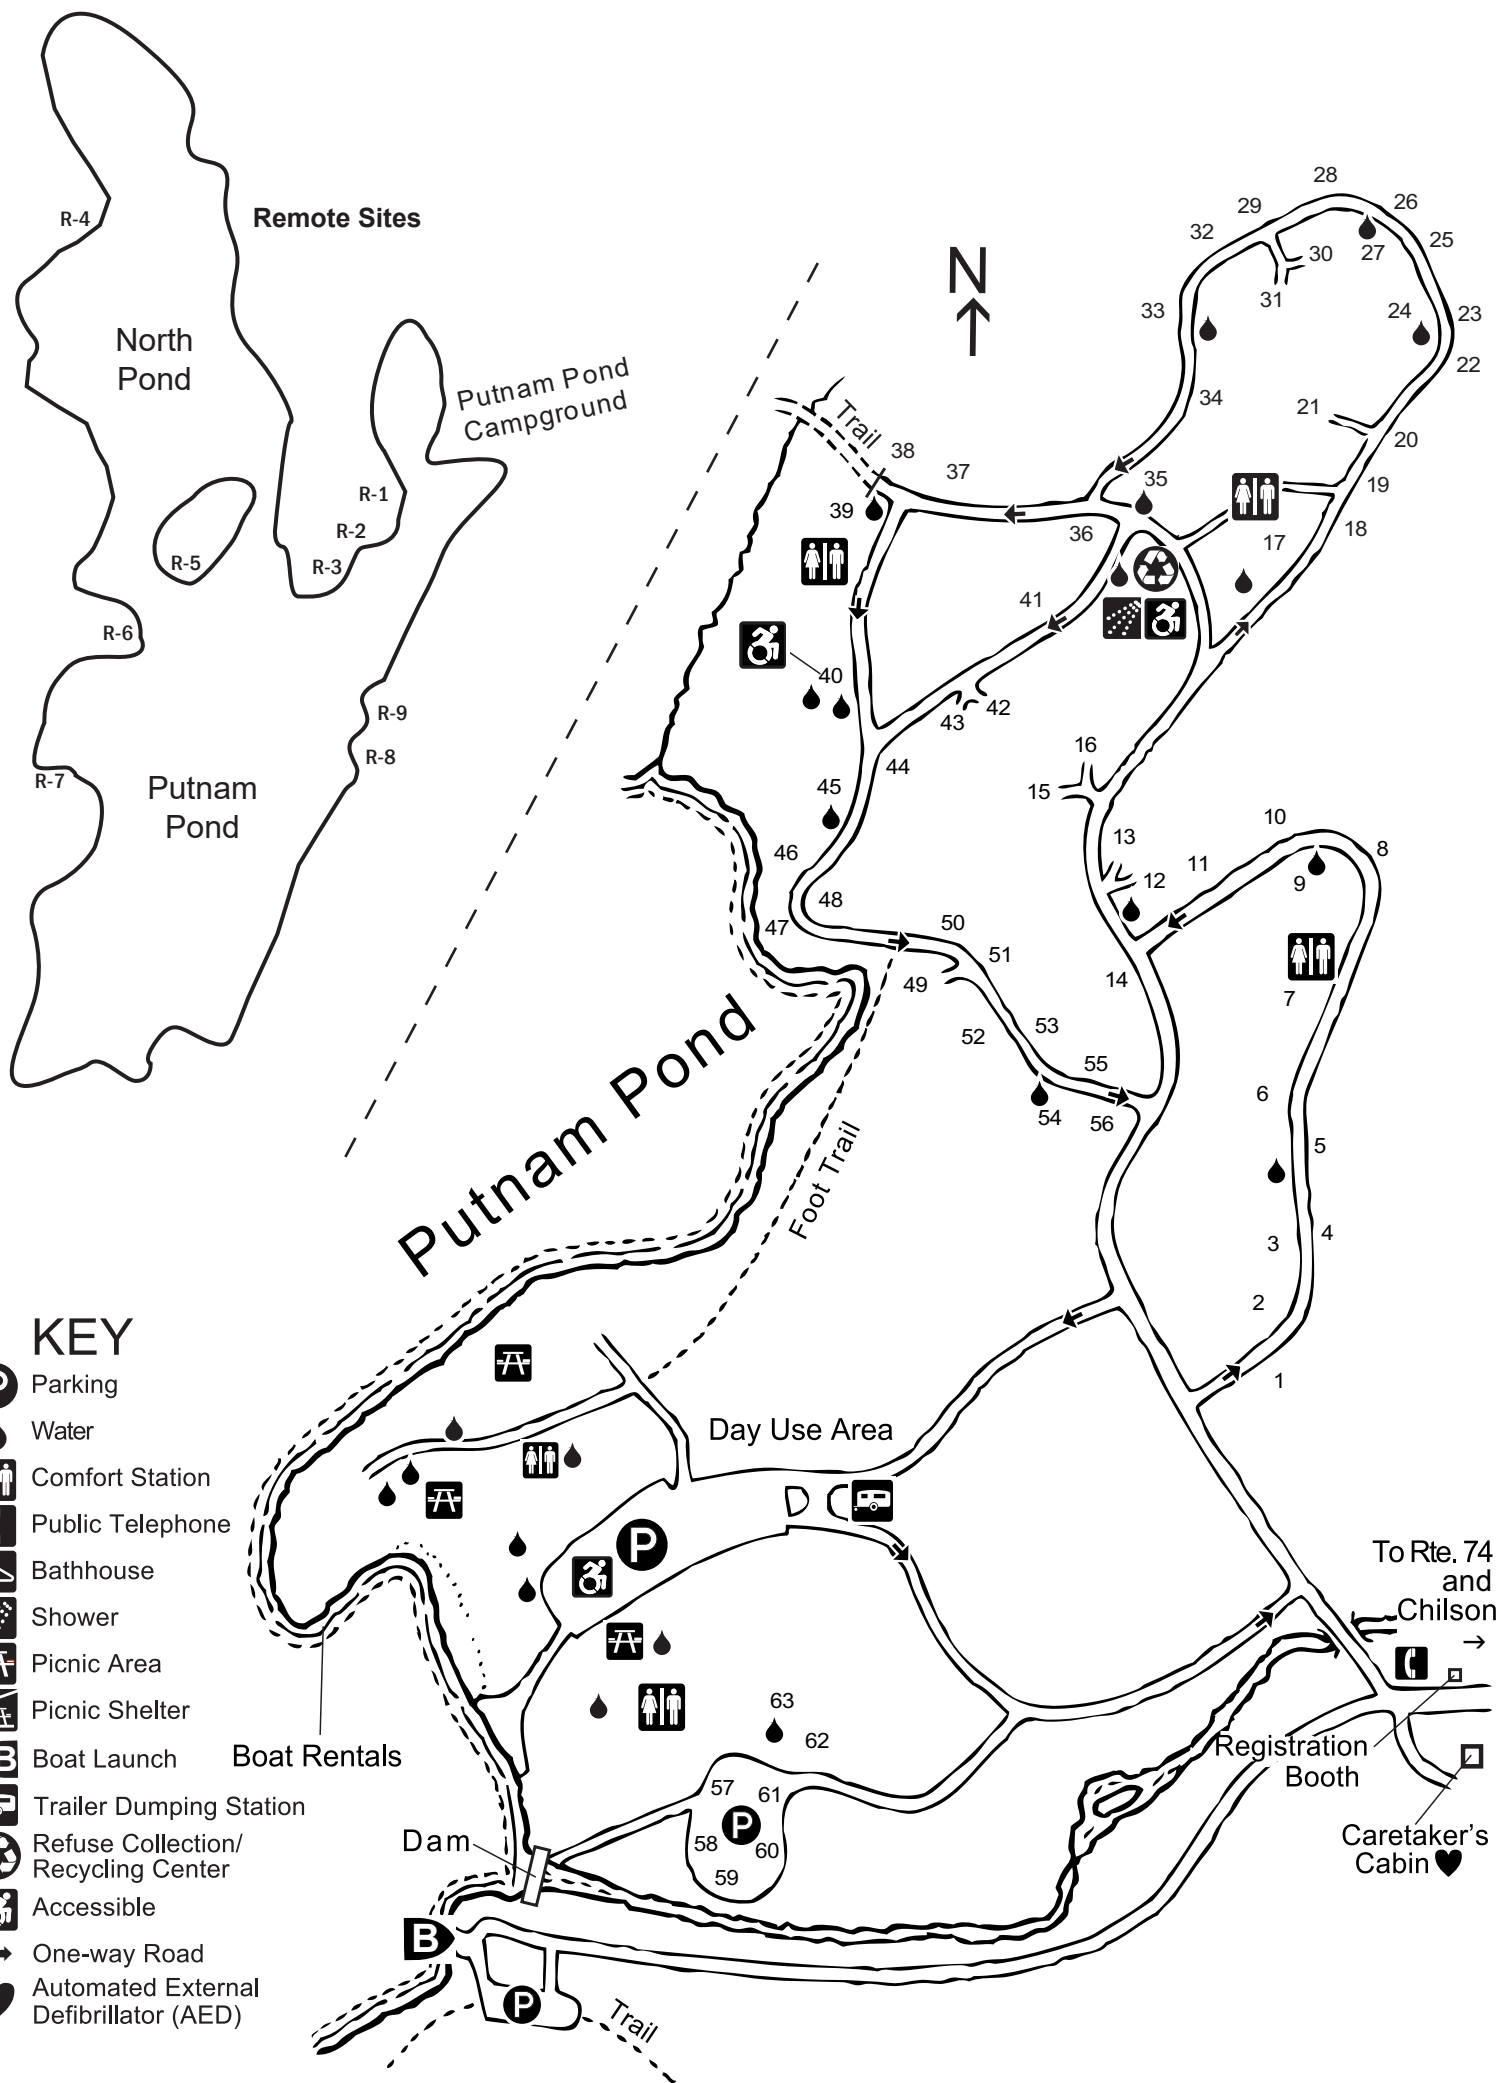 R-4
Remote Sites
North
Pond
Putnam Pond
Campground
R-1
R-2
R-3
R-5
R-6
R-9
R-8
R-7
Putnam
Pond
N
Trail
28
29
26
32
25
30
27
31
33
24
23
22
34
21
20
38
37
35
19
39
36
17
18
41
40
42
43
44
16
15
45
46
13
10
8
11
12
9
48
47
50
51
14
49
7
52
53
55
54
56
6
5
4
3
2
1
Putnam Pond
Foot Trail
KEY
P
Parking
Water
Comfort Station
Public Telephone
Bathhouse
Shower
Picnic Area
Picnic Shelter
B
Boat Launch
Trailer Dumping Station
Refuse Collection/
Recycling Center
Accessible
One-way Road
Automated External
Defibrillator (AED)
Day Use Area
P
To Rte. 74
and
Chilson
63
62
57
61
P
58
60
59
Boat Rentals
Registration
Booth
Caretaker's
Cabin
Dam
B
P
Trail